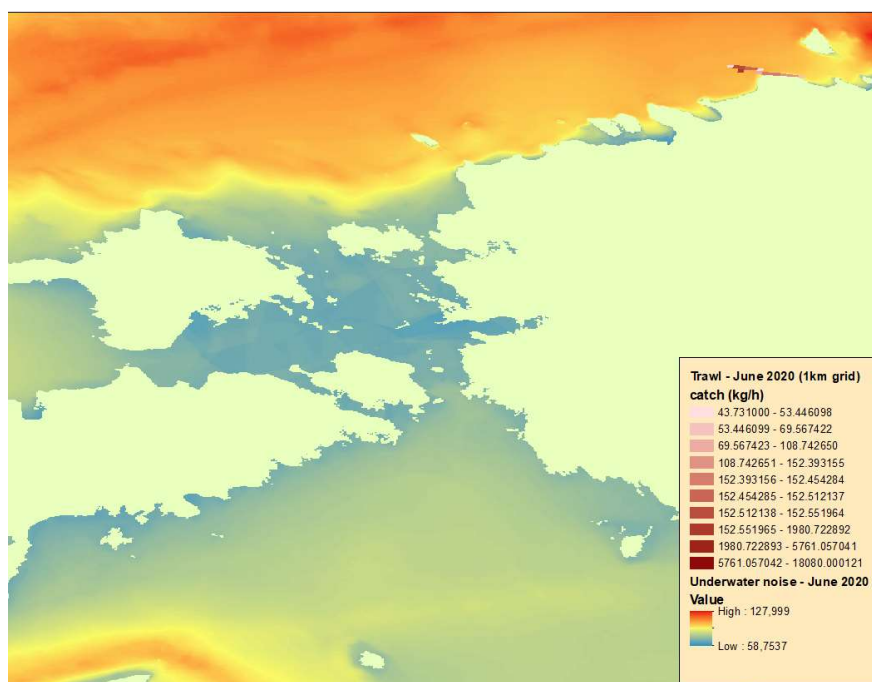 Trawl - June 2020 (1km grid)
catch (kg/h)
43.731000 - 53.446098
53.446099 - 69.567422
69.567423 - 108.742650
108.742651 - 152.393155
152.393156 - 152.454284
152.454285 - 152.512137
152.512138 - 152.551964
152.551965 - 1980.722892
1980.722893 - 5761.057041
5761.057042 - 18080.000121
Underwater noise - June 2020
Value
High : 127,999
Low : 58,7537